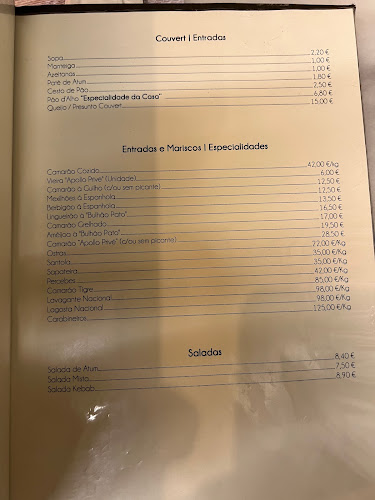 Couvert | Entradas
Sopa 2,20 €
Manteiga 1,00 €
Azeitonas 1,00 €
Paté de Atum 1,80 €
Cesto de Pão 2,50 €
Pão d'Alho "Especialidade da Casa" 6,80 €
Queijo / Presunto Couvert 15,00 €
Entradas e Mariscos | Especialidades
Camarão Cozido 42,00 €/kg
Vieira "Apollo Privé" (Unidade) 6,00 €
Camarão à Guilho (c/ou sem picante) 12,50 €
Mexilhões à Espanhola 12,50 €
Berbigão à Espanhola 13,50 €
Lingueirão à "Bulhão Pato" 16,50 €
Camarão Grelhado 17,00 €
Amêijoa à "Bulhão Pato" 19,50 €
Camarão "Apollo Privé" (c/ou sem picante) 28,50 €
Ostras 22,00 €/Kg
Santola 35,00 €/Kg
Sapateira 35,00 €/Kg
Percebes 42,00 €/Kg
Camarão Tigre 85,00 €/Kg
Lavagante Nacional 98,00 €/Kg
Lagosta Nacional 98,00 €/Kg
Carabineiros 125,00 €/Kg
Saladas
Salada de Atum 8,40 €
Salada Mista 7,50 €
Salada Kebab 8,90 €